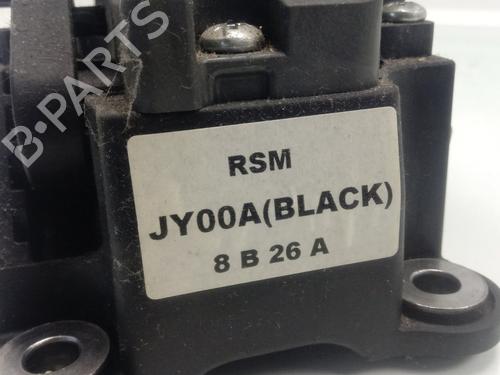 B-PARTS
RSM
JY00A(BLACK)
8 B 26 A